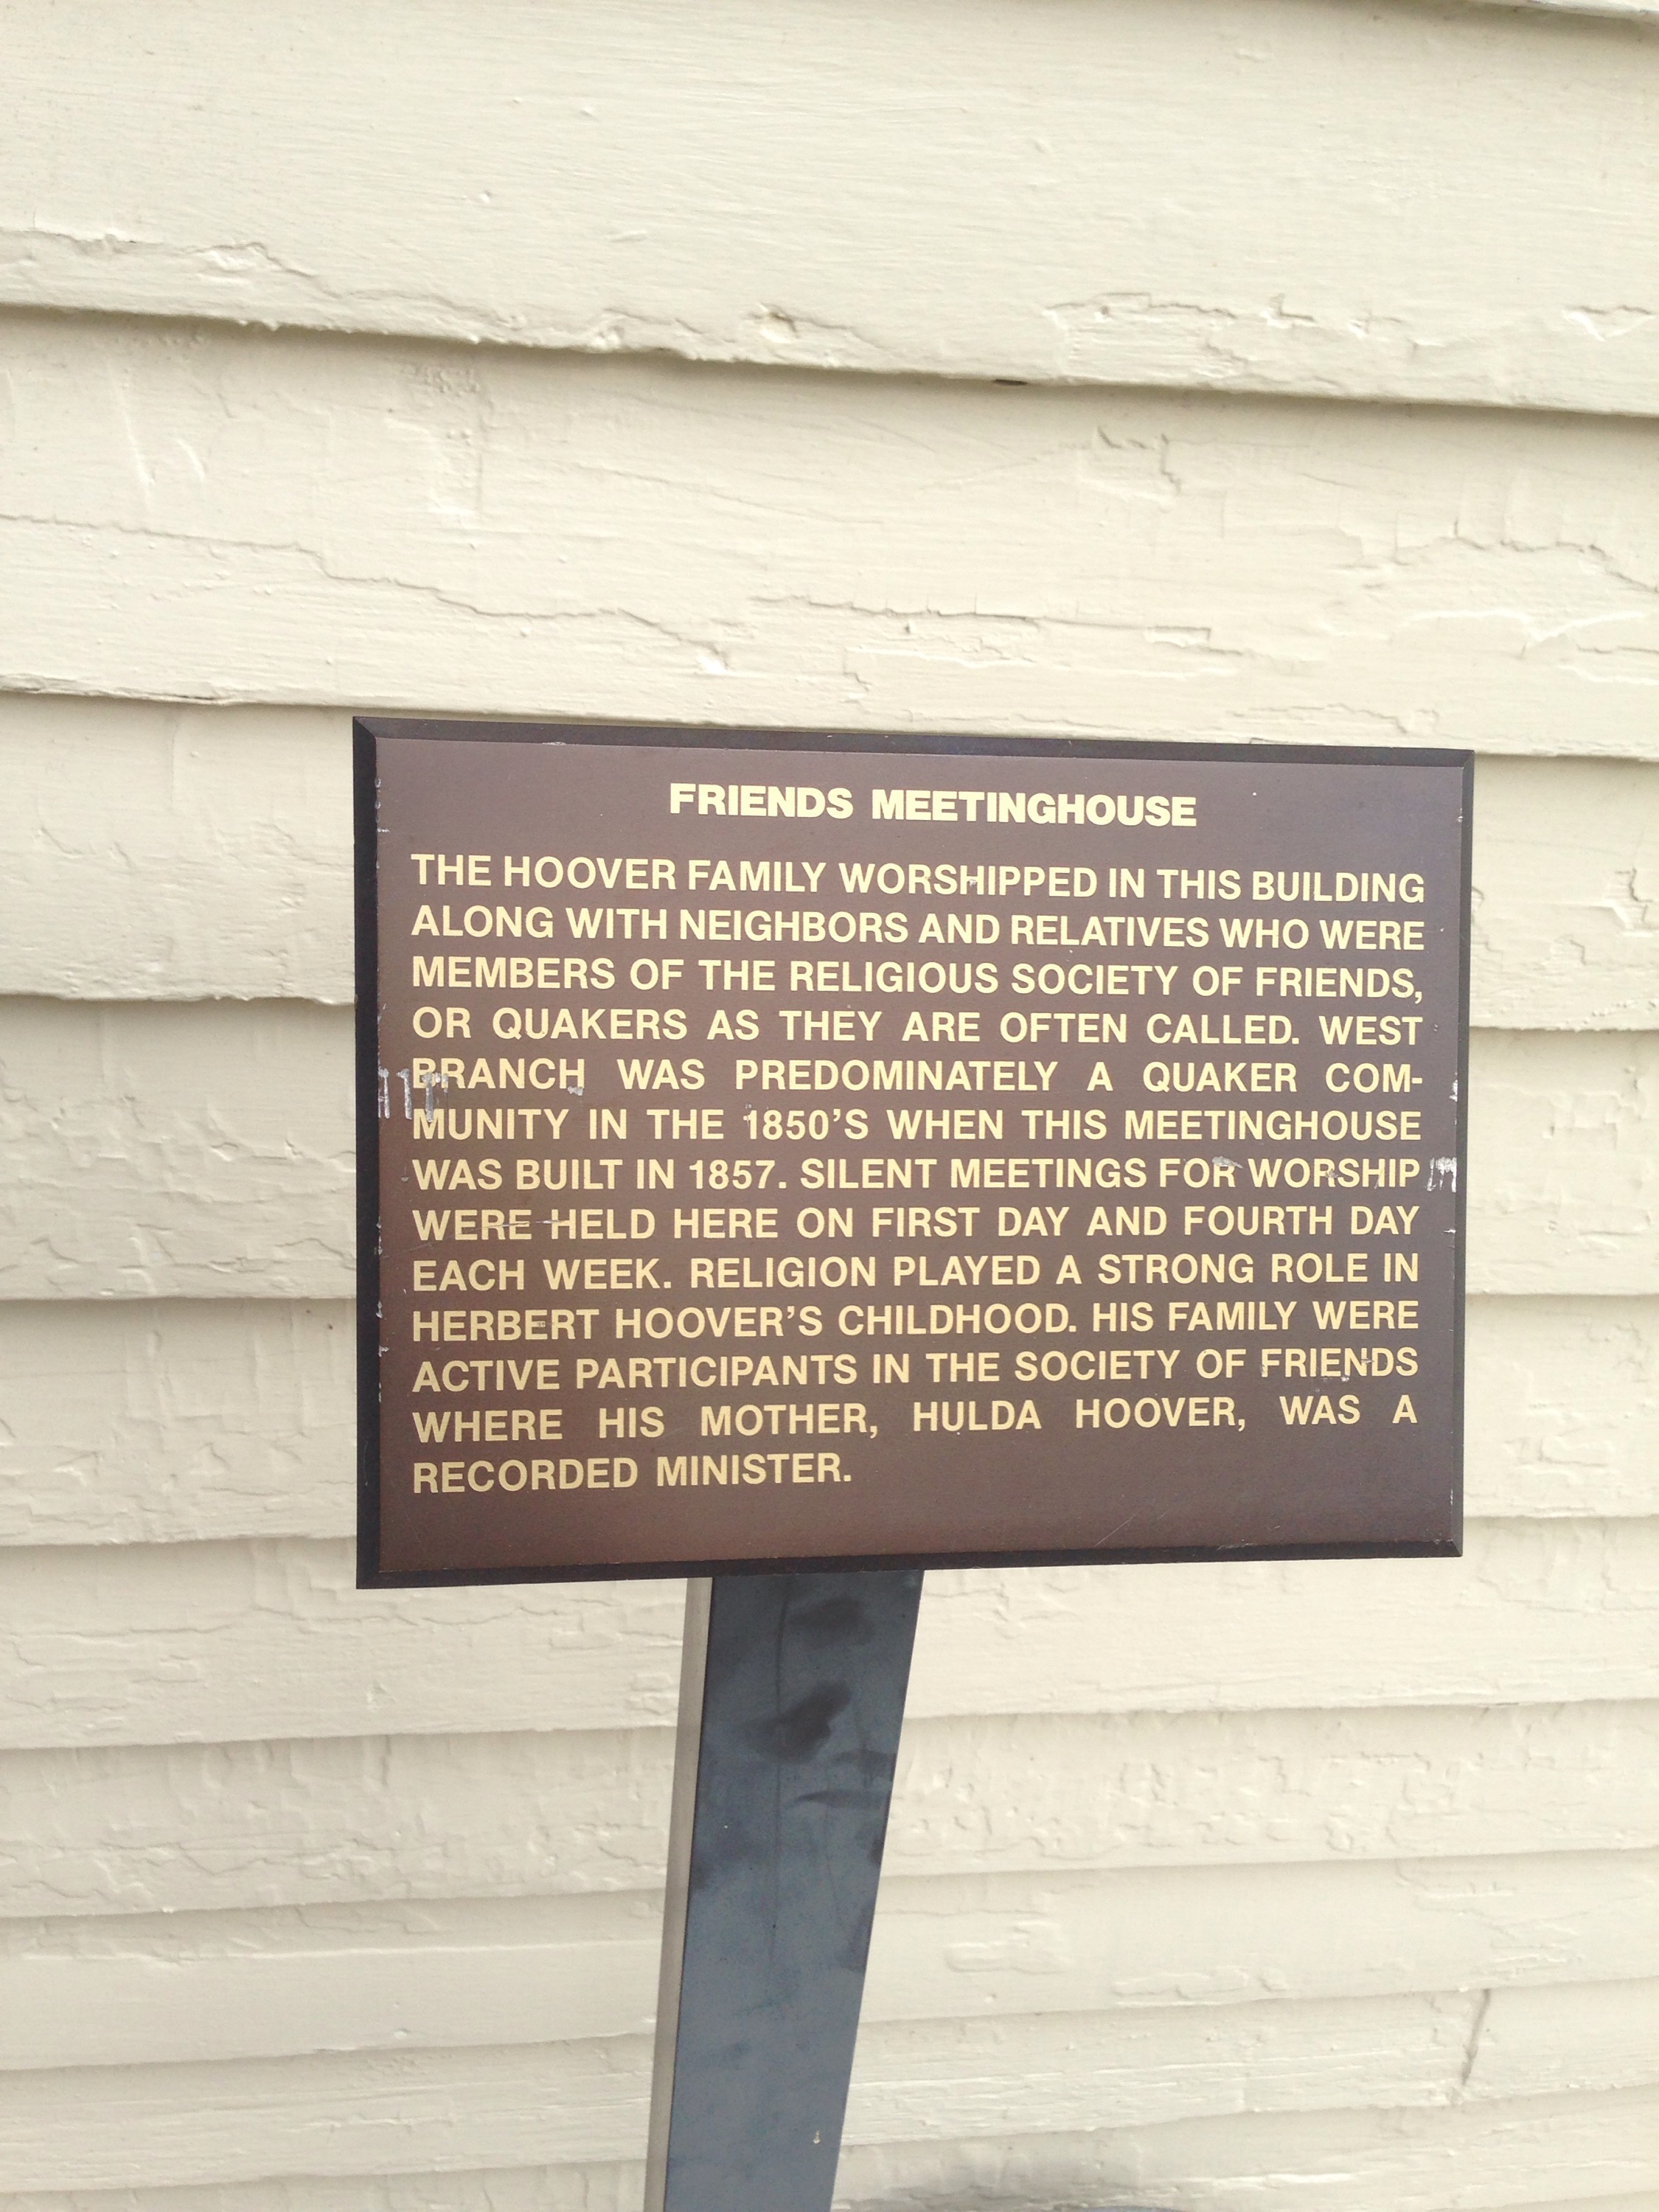 FRIENDS MEETINGHOUSE
THE HOOVER FAMILY WORSHIPPED IN THIS BUILDING
ALONG WITH NEIGHBORS AND RELATIVES WHO WERE
MEMBERS OF THE RELIGIOUS SOCIETY OF FRIENDS,
OR QUAKERS AS THEY ARE OFTEN CALLED. WEST
BRANCH WAS PREDOMINATELY A QUAKER COM-
MUNITY IN THE 1850'S WHEN THIS MEETINGHOUSE
WAS BUILT IN 1857. SILENT MEETINGS FOR WORSHIP
WERE HELD HERE ON FIRST DAY AND FOURTH DAY
EACH WEEK. RELIGION PLAYED A STRONG ROLE IN
HERBERT HOOVER'S CHILDHOOD. HIS FAMILY WERE
ACTIVE PARTICIPANTS IN THE SOCIETY OF FRIENDS
WHERE HIS MOTHER, HULDA HOOVER, WAS A
RECORDED MINISTER.